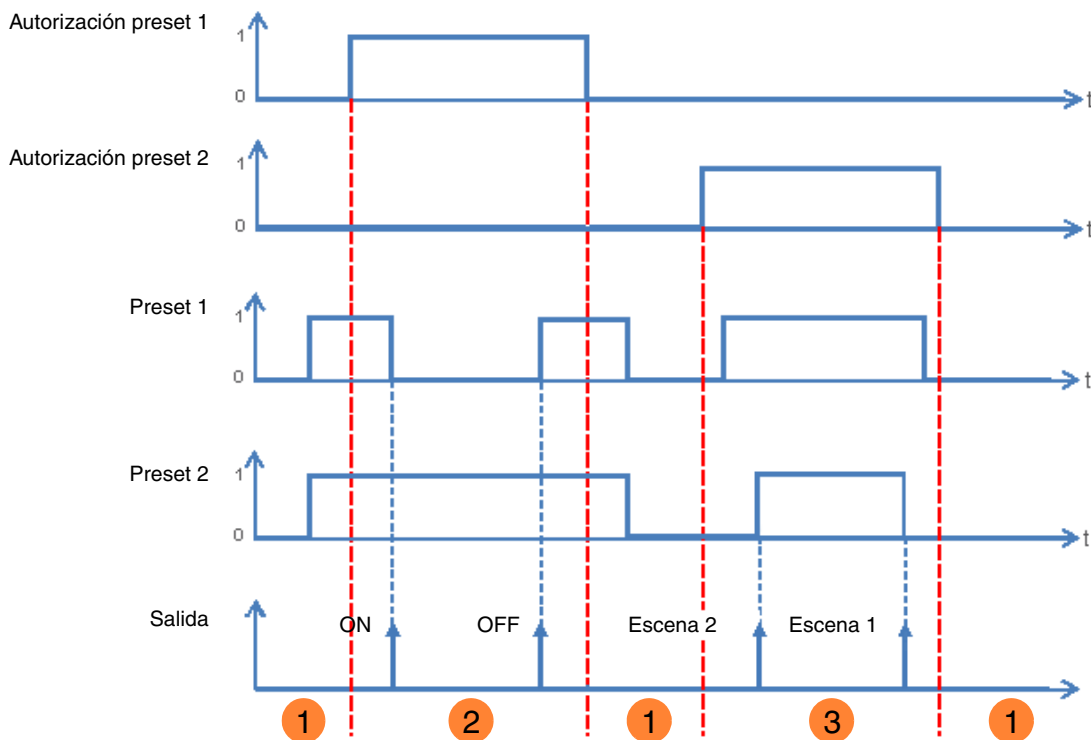 Autorización preset 1
1
0
t
Autorización preset 2
1
0
t
Preset 1
1
0
t
Preset 2
1
0
t
Salida
ON
OFF
Escena 2
Escena 1
1
2
1
3
1